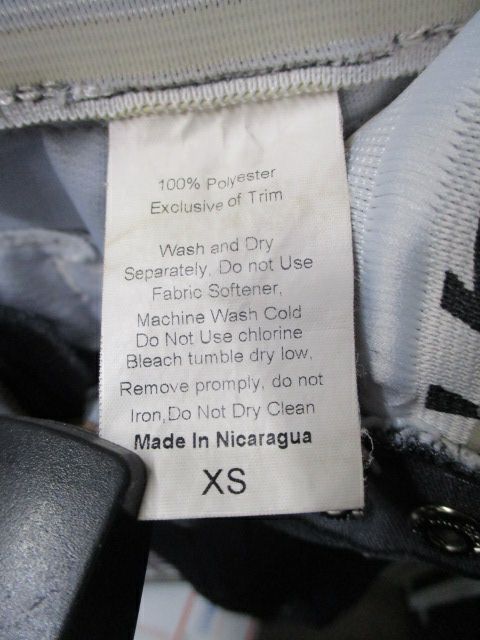 100% Polyester
Exclusive of Trim
Wash and Dry
Separately, Do not Use
Fabric Softener,
Machine Wash Cold
Do Not Use chlorine
Bleach tumble dry low,
Remove promply, do not
Iron,Do Not Dry Clean
Made In Nicaragua
XS